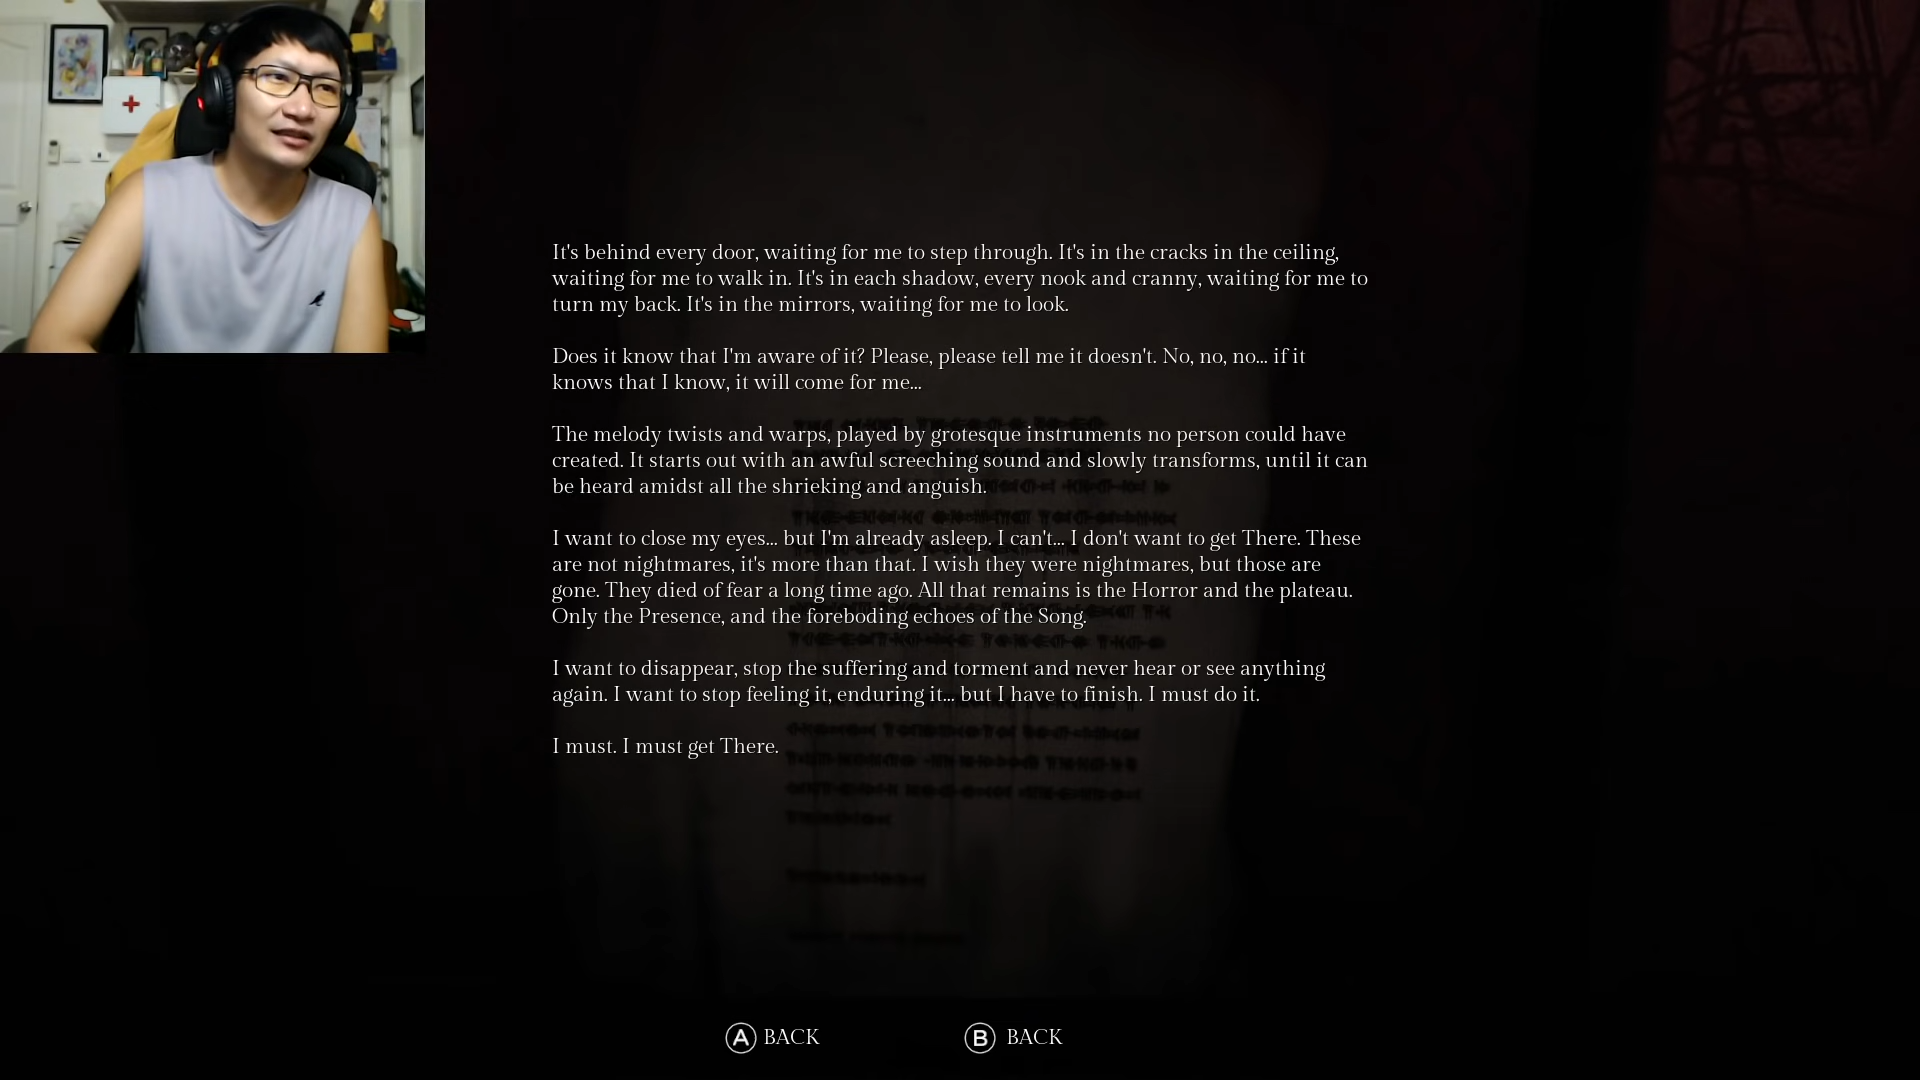 It's behind every door, waiting for me to step through. It's in the cracks in the ceiling,
waiting for me to walk in. It's in each shadow, every nook and cranny, waiting for me to
turn my back. It's in the mirrors, waiting for me to look.
Does it know that I'm aware of it? Please, please tell me it doesn't. No, no, no... if it
knows that I know, it will come for me...
The melody twists and warps, played by grotesque instruments no person could have
created. It starts out with an awful screeching sound and slowly transforms, until it can
be heard amidst all the shrieking and anguish.
I want to close my eyes... but I'm already asleep. I can't... I don't want to get There. These
are not nightmares, it's more than that. I wish they were nightmares, but those are
gone. They died of fear a long time ago. All that remains is the Horror and the plateau.
Only the Presence, and the foreboding echoes of the Song.
I want to disappear, stop the suffering and torment and never hear or see anything
again. I want to stop feeling it, enduring it... but I have to finish. I must do it.
I must. I must get There.
A BACK B BACK